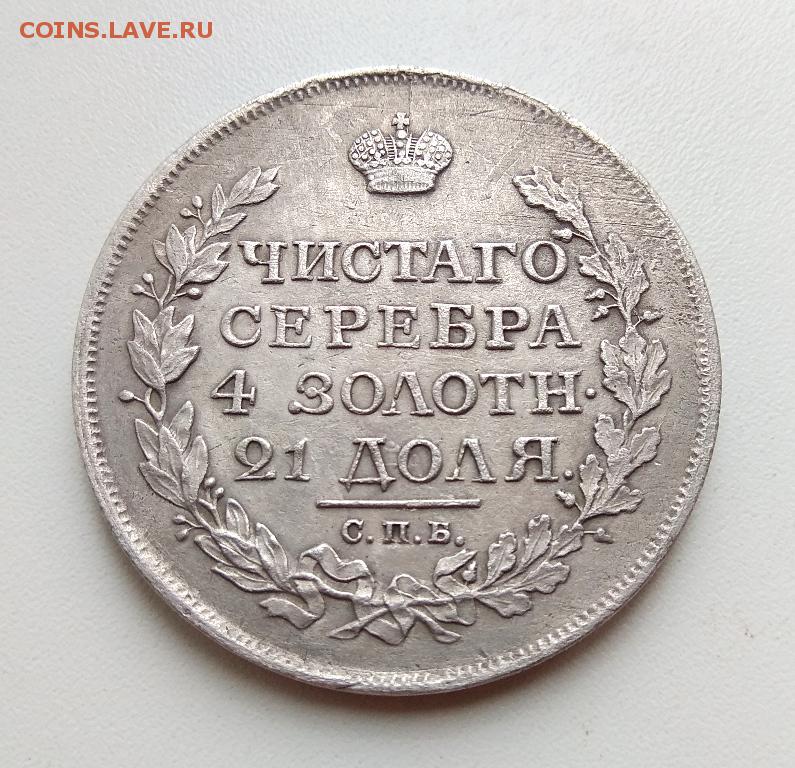 COINS.LAVE.RU
ЧИСТАГО
СЕРЕБРА
4 ЗОЛОТН.
21 ДОЛЯ.
С.П.Б.